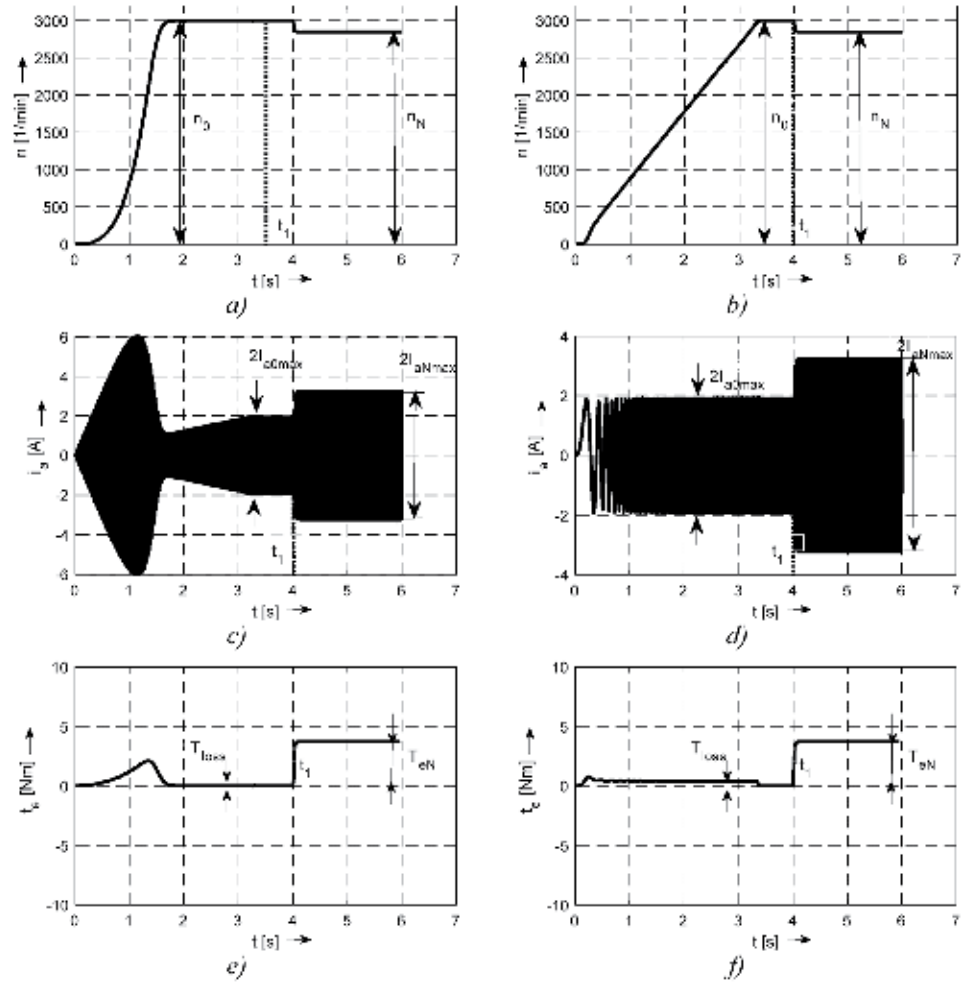 3000
2500
2000
1500
1000
500
0
n [1/min]
n0
nN
t1
0 1 2 3 4 5 6 7
t [s]
a)
3000
2500
2000
1500
1000
500
0
n [1/min]
n0
nN
t1
0 1 2 3 4 5 6 7
t [s]
b)
6
4
2
0
-2
-4
6
ia [A]
2Ia0max
2IaNmax
t1
0 1 2 3 4 5 6 7
t [s]
c)
4
2
0
-2
-4
ia [A]
2Ia0max
2IaNmax
t1
0 1 2 3 4 5 6 7
t [s]
d)
10
5
0
-5
-10
te [Nm]
Tloss
t1
TeN
0 1 2 3 4 5 6 7
t [s]
e)
10
5
0
-5
-10
te [Nm]
Tloss
t1
TeN
0 1 2 3 4 5 6 7
t [s]
f)